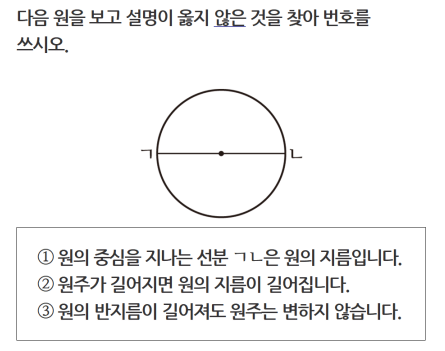 다음 원을 보고 설명이 옳지 않은 것을 찾아 번호를
쓰시오.
ㄱ ㄴ
① 원의 중심을 지나는 선분 ㄱㄴ은 원의 지름입니다.
② 원주가 길어지면 원의 지름이 길어집니다.
③ 원의 반지름이 길어져도 원주는 변하지 않습니다.